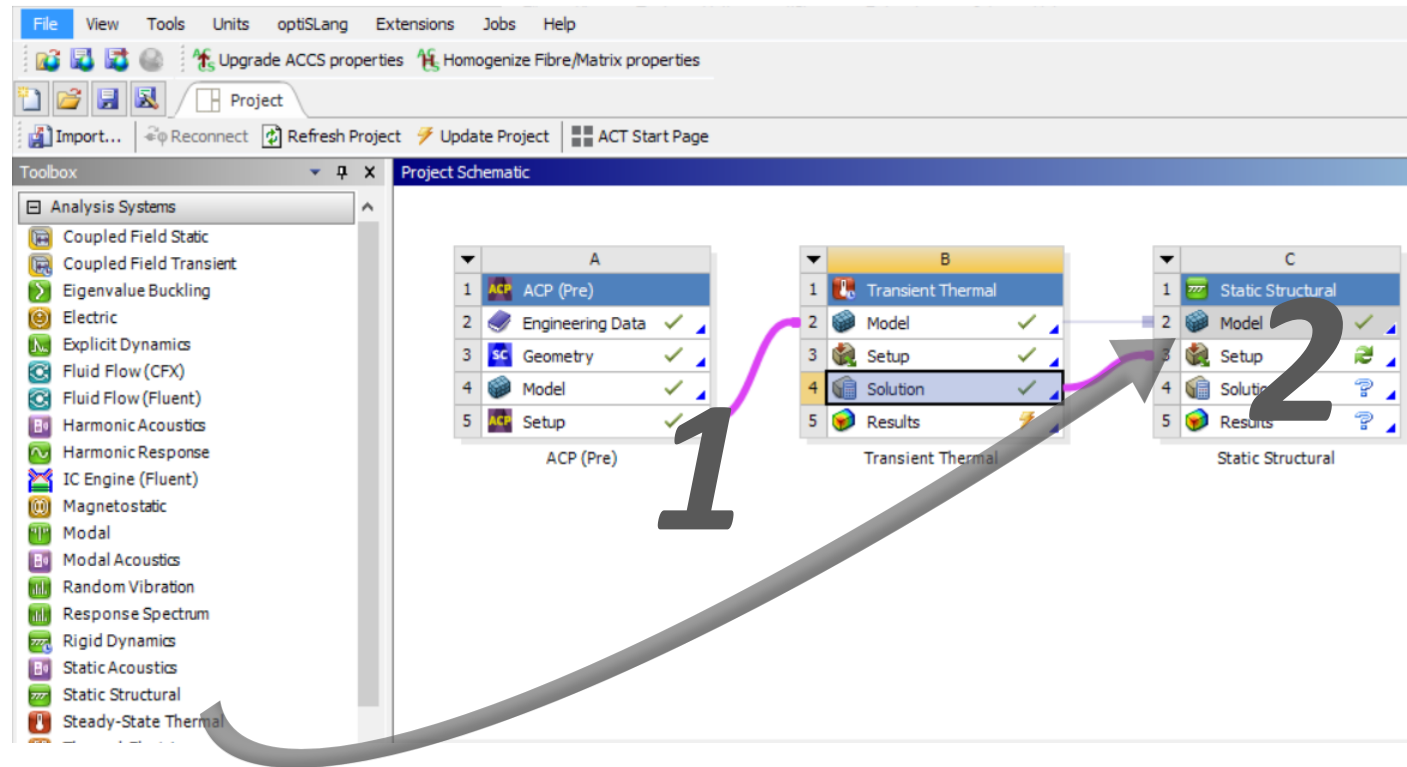 File View Tools Units optiSLang Extensions Jobs Help
Upgrade ACCS properties Homogenize Fibre/Matrix properties
Project
Import... Reconnect Refresh Project Update Project ACT Start Page
Toolbox
Project Schematic
Analysis Systems
Coupled Field Static
Coupled Field Transient
Eigenvalue Buckling
Electric
Explicit Dynamics
Fluid Flow (CFX)
Fluid Flow (Fluent)
Harmonic Acoustics
Harmonic Response
IC Engine (Fluent)
Magnetostatic
Modal
Modal Acoustics
Random Vibration
Response Spectrum
Rigid Dynamics
Static Acoustics
Static Structural
Steady-State Thermal
A
1 ACP ACP (Pre)
2 Engineering Data
3 SC Geometry
4 Model
5 ACP Setup
ACP (Pre)
1
B
1 Transient Thermal
2 Model
3 Setup
4 Solution
5 Results
Transient Thermal
C
1 Static Structural
2 Model
3 Setup
4 Solution
5 Results
Static Structural
2